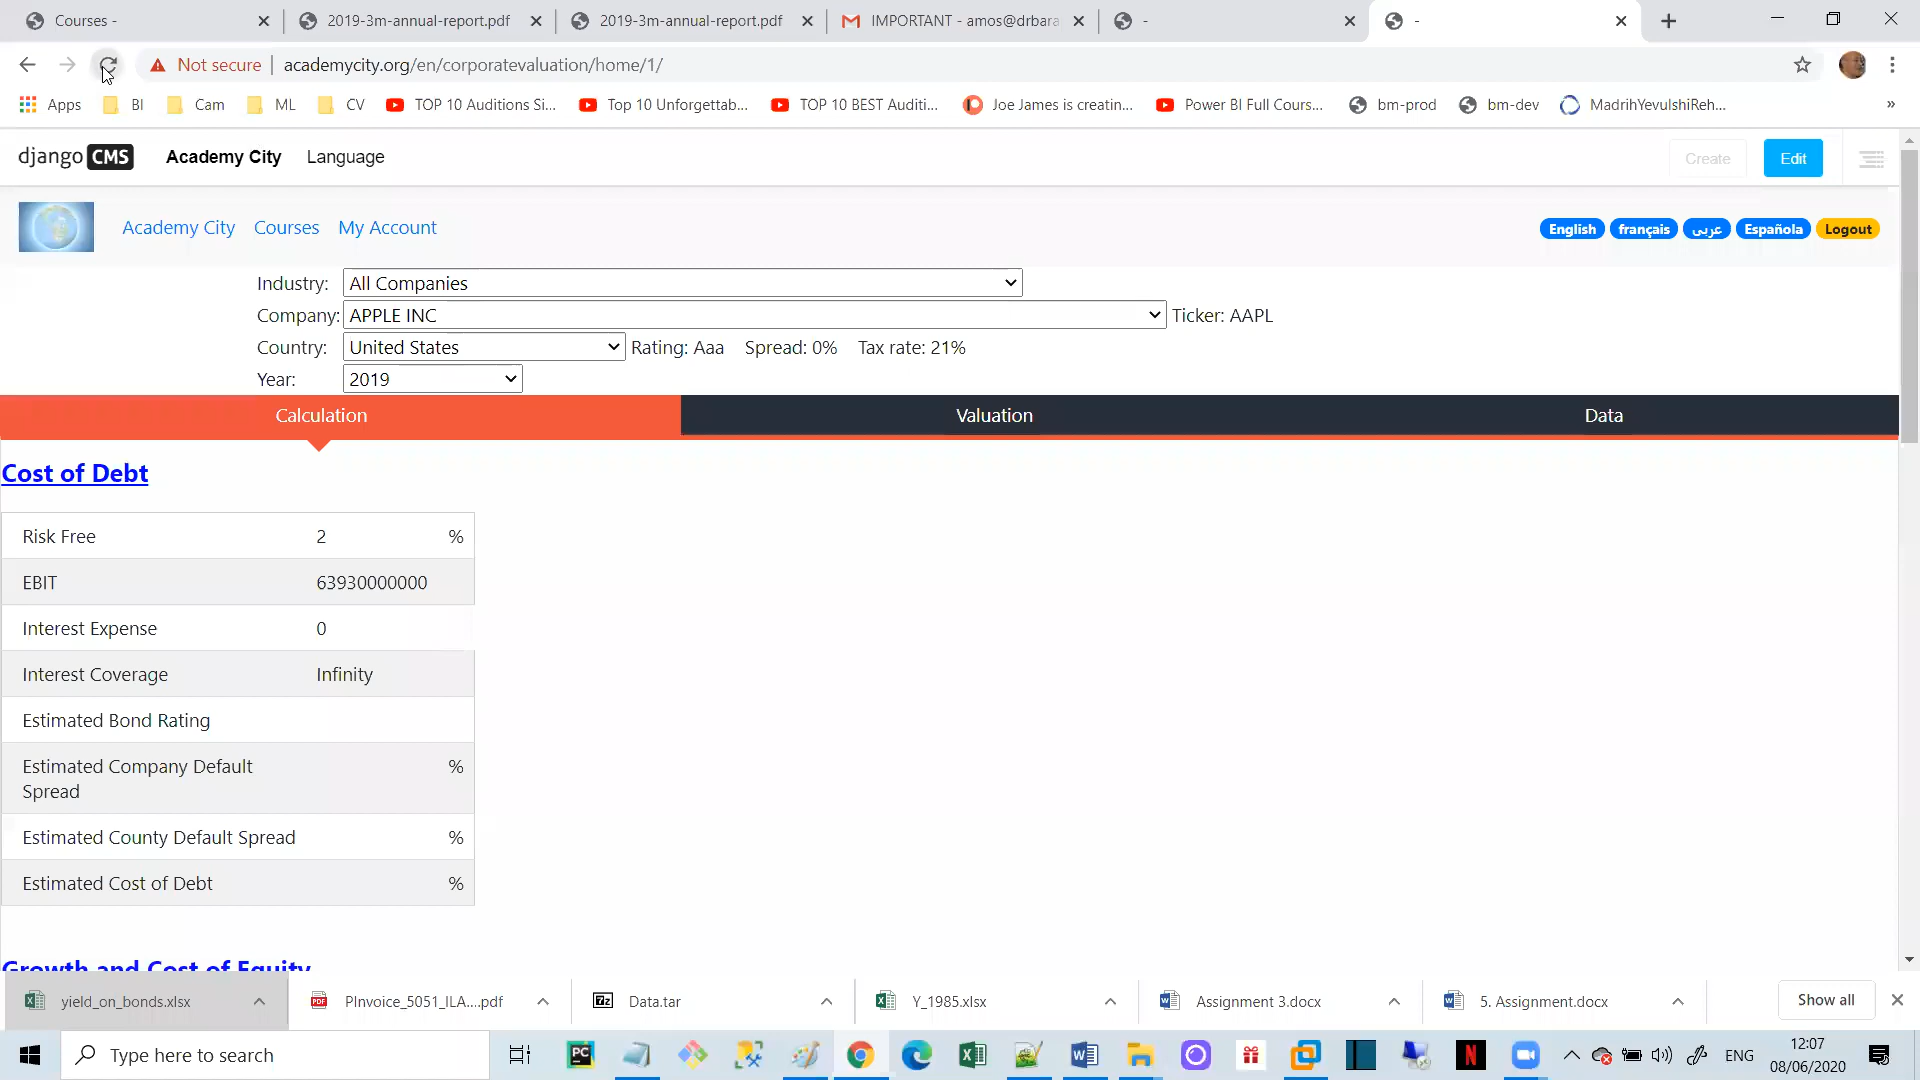 Courses -
2019-3m-annual-report.pdf
2019-3m-annual-report.pdf
IMPORTANT - amos@drbara
-
-
Not secure
academycity.org/en/corporatevaluation/home/1/
Apps
BI
Cam
ML
CV
TOP 10 Auditions Si...
Top 10 Unforgettab...
TOP 10 BEST Auditi...
Joe James is creatin...
Power BI Full Cours...
bm-prod
bm-dev
MadrihYevulshiReh...
»
django CMS
Academy City
Language
Create
Edit
Academy City
Courses
My Account
English
français
عربى
Española
Logout
Industry: All Companies
Company: APPLE INC Ticker: AAPL
Country: United States Rating: Aaa Spread: 0% Tax rate: 21%
Year: 2019
Calculation
Valuation
Data
Cost of Debt
Risk Free 2 %
EBIT 63930000000
Interest Expense 0
Interest Coverage Infinity
Estimated Bond Rating
Estimated Company Default %
Spread
Estimated County Default Spread %
Estimated Cost of Debt %
Growth and Cost of Equity
yield_on_bonds.xlsx
PDF
PInvoice_5051_ILA....pdf
7z
Data.tar
Y_1985.xlsx
Assignment 3.docx
5. Assignment.docx
Show all
Type here to search
PC
N
ENG
12:07
08/06/2020